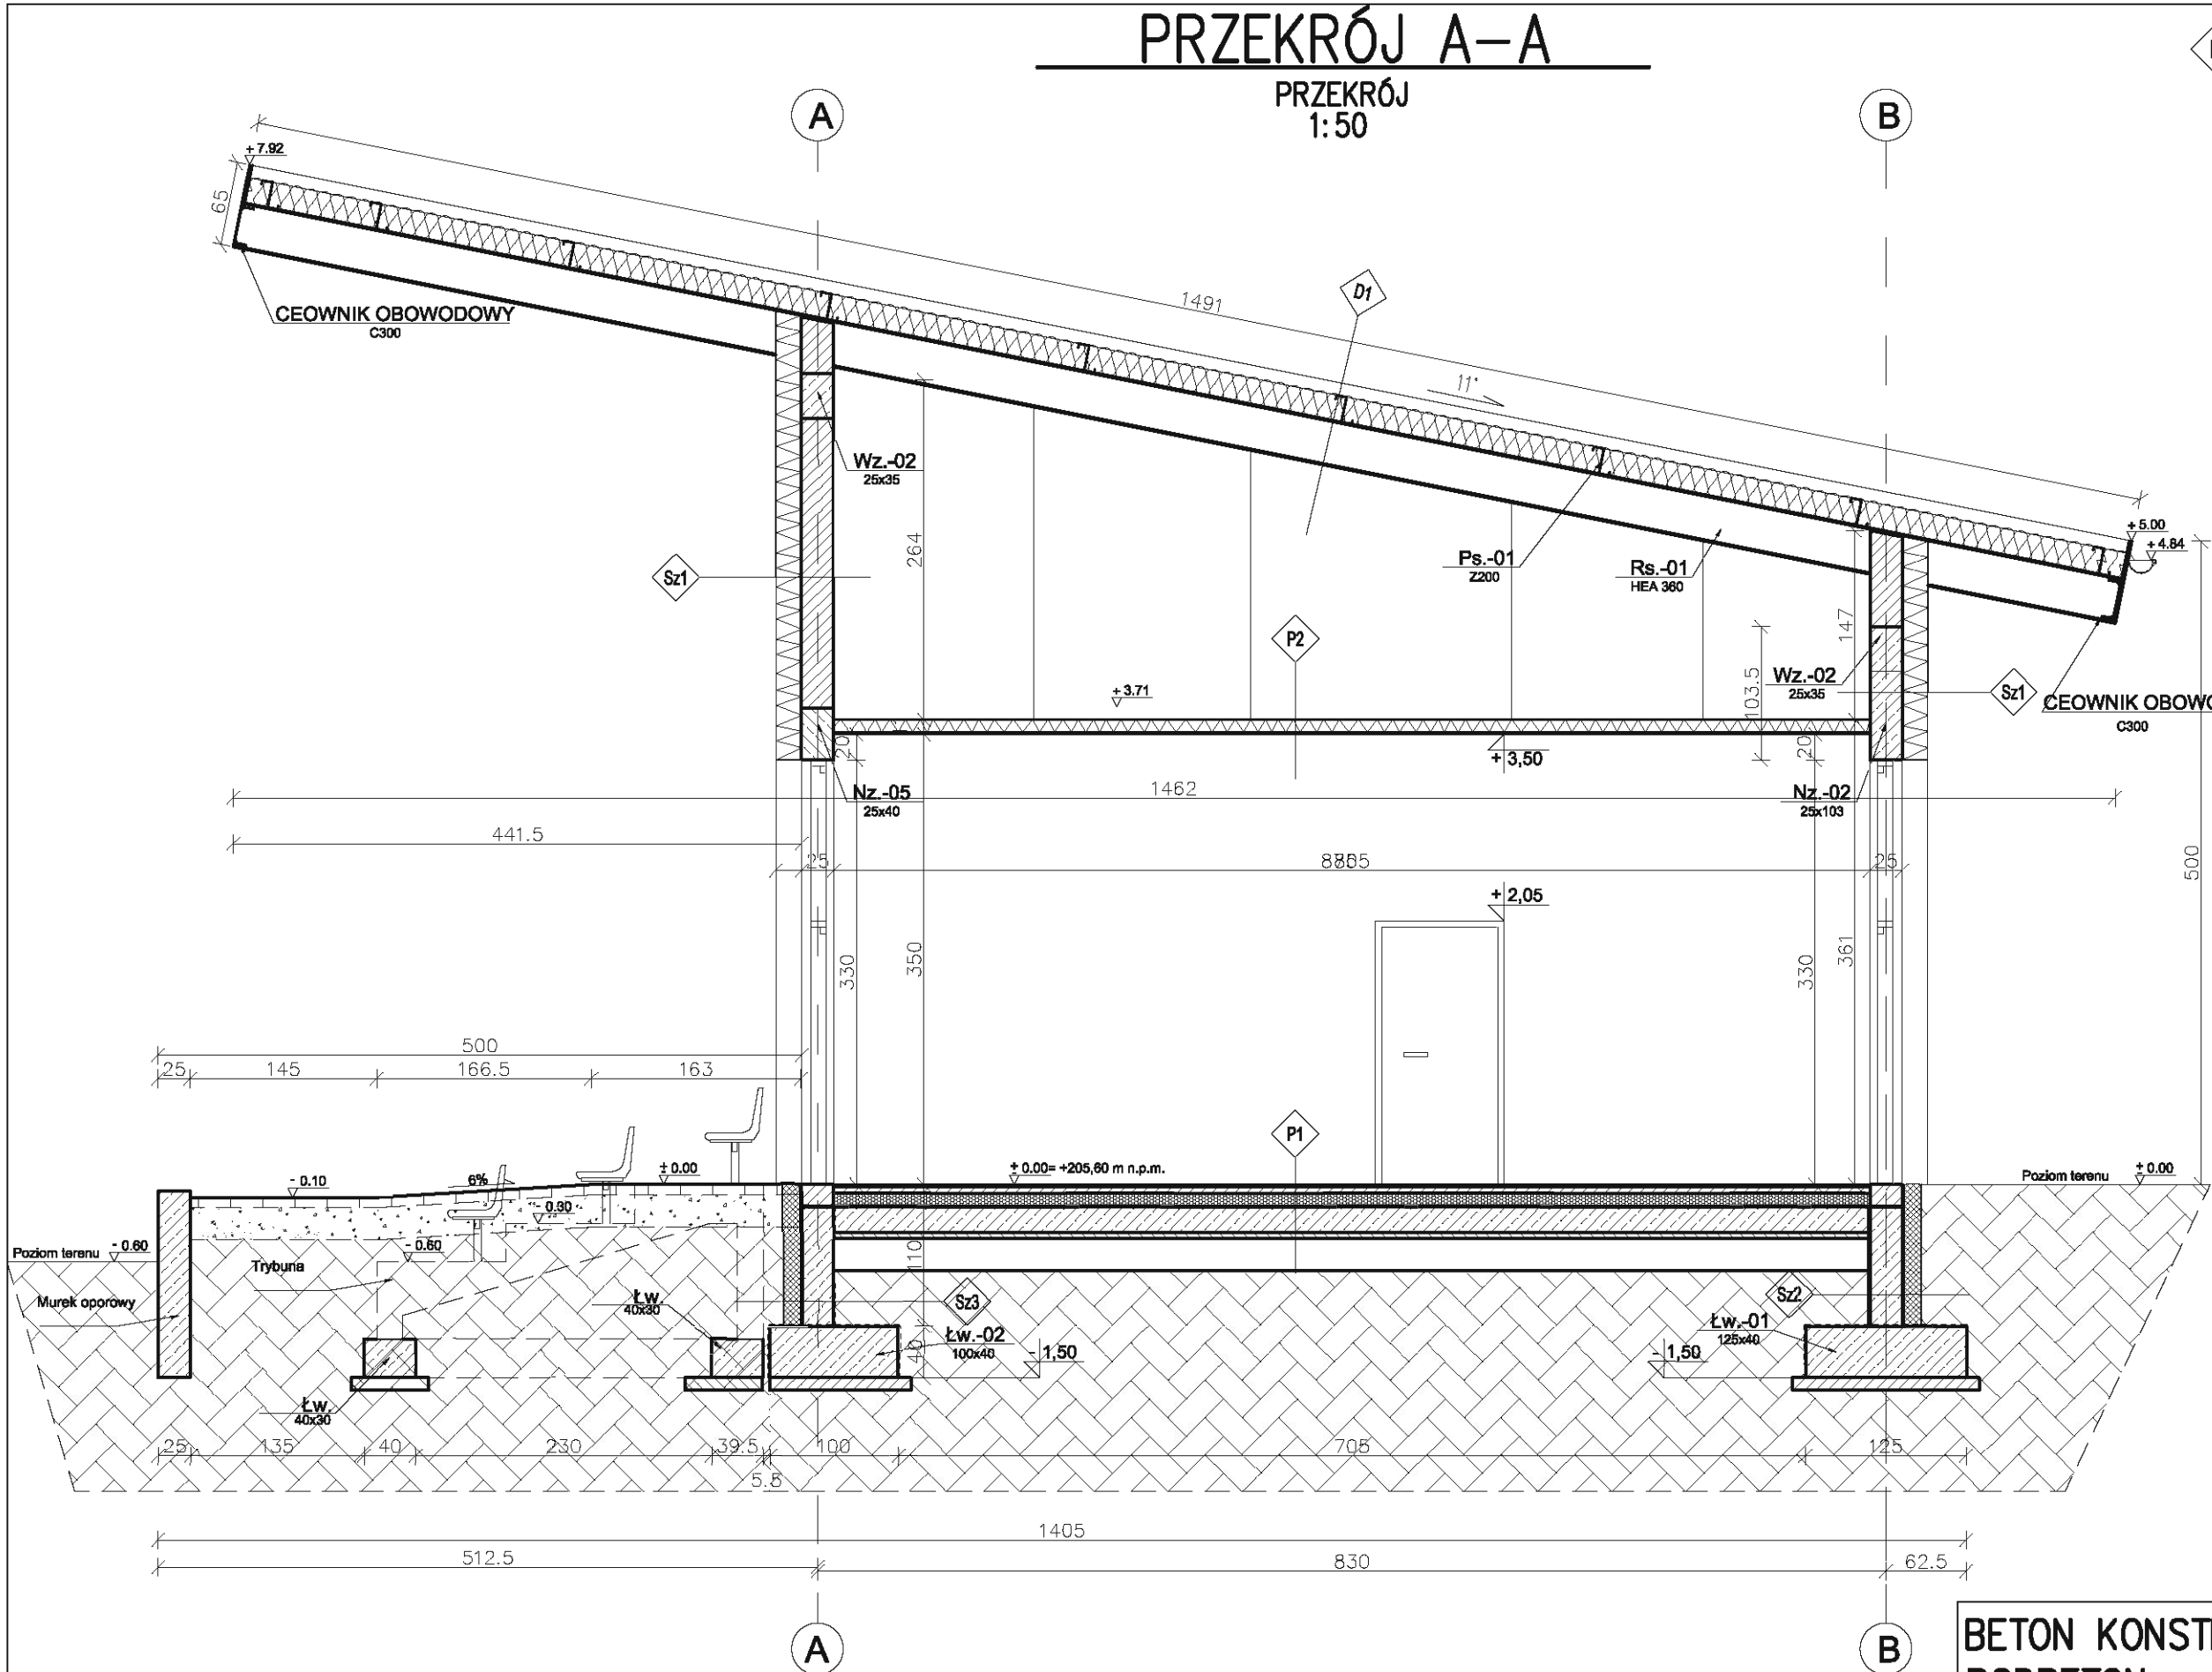 PRZEKRÓJ A-A
PRZEKRÓJ
1:50
A
B
+7.92
65
CEOWNIK OBOWODOWY
C300
1491
D1
11°
Wz.-02
25x35
264
Sz1
Ps.-01
Z200
Rs.-01
HEA 360
+5.00
+4.84
P2
147
103.5
Wz.-02
25x35
Sz1
+3.71
C300
20
+3,50
20
1462
Nz.-05
25x40
Nz.-02
25x103
441.5
25
25
500
+2,05
330
350
330
361
500
25
145
166.5
163
P1
-0.10
6%
±0.00
±0.00=+205,60 m n.p.m.
Poziom terenu
±0.00
-0.30
Poziom terenu
-0.60
-0.60
Trybuna
110
Murek oporowy
Łw.
40x30
Sz3
Sz2
Łw.-02
100x40
Łw.-01
125x40
40
-1,50
-1,50
Łw.
40x30
25
135
40
230
39.5
100
705
125
5.5
1405
512.5
830
62.5
A
B
BETON